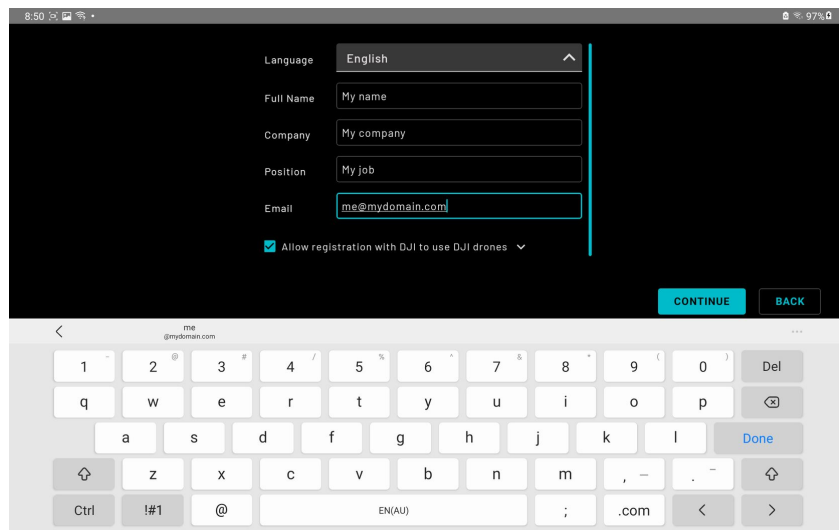 8:50 97%
Language English
Full Name My name
Company My company
Position My job
Email me@mydomain.com
Allow registration with DJI to use DJI drones
CONTINUE BACK
me
@mydomain.com
1 ~ 2 @ 3 # 4 / 5 % 6 ^ 7 & 8 * 9 ( 0 ) Del
q w e r t y u i o p
a s d f g h j k l Done
z x c v b n m , — . –
Ctrl !#1 @ EN(AU) ; .com < >